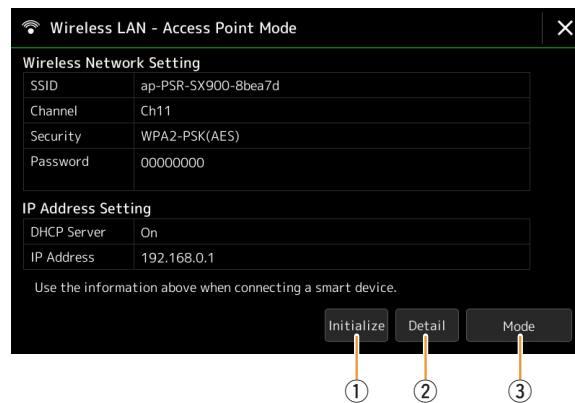 Wireless LAN - Access Point Mode
Wireless Network Setting
SSID ap-PSR-SX900-8bea7d
Channel Ch11
Security WPA2-PSK(AES)
Password 00000000
IP Address Setting
DHCP Server On
IP Address 192.168.0.1
Use the information above when connecting a smart device.
Initialize Detail Mode
① ② ③